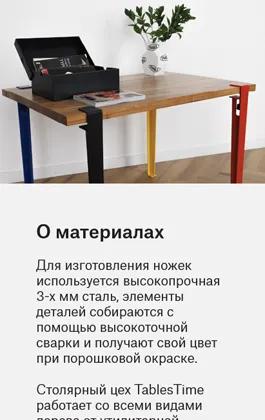 О материалах
Для изготовления ножек
используется высокопрочная
3-х мм сталь, элементы
деталей собираются с
помощью высокоточной
сварки и получают свой цвет
при порошковой окраске.
Столярный цех TablesTime
работает со всеми видами